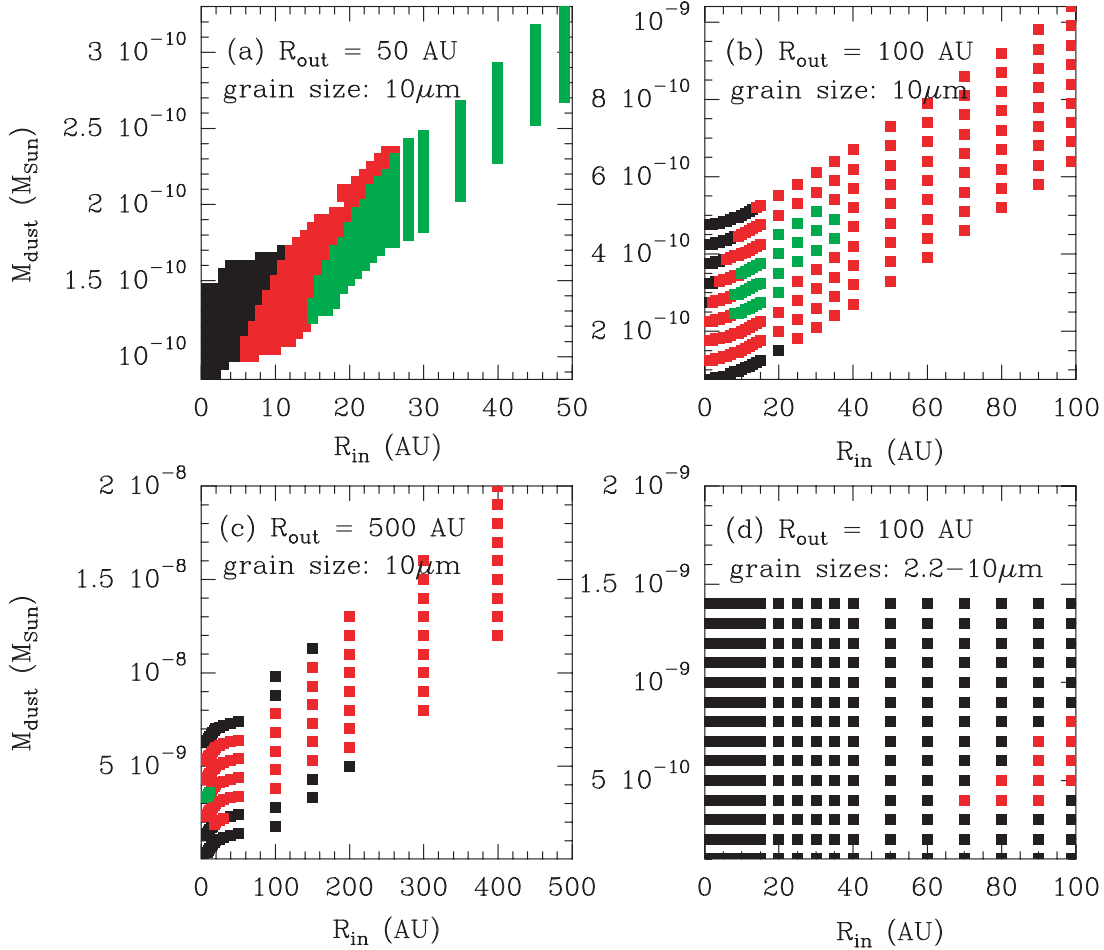 (a) R_out = 50 AU
grain size: 10μm
3 10^-10
2.5 10^-10
2 10^-10
1.5 10^-10
10^-10
M_dust (M_Sun)
0 10 20 30 40 50
R_in (AU)
(b) R_out = 100 AU
grain size: 10μm
10^-9
8 10^-10
6 10^-10
4 10^-10
2 10^-10
0 20 40 60 80 100
R_in (AU)
(c) R_out = 500 AU
grain size: 10μm
2 10^-8
1.5 10^-8
10^-8
5 10^-9
M_dust (M_Sun)
0 100 200 300 400 500
R_in (AU)
(d) R_out = 100 AU
grain sizes: 2.2−10μm
2 10^-9
1.5 10^-9
10^-9
5 10^-10
0 20 40 60 80 100
R_in (AU)